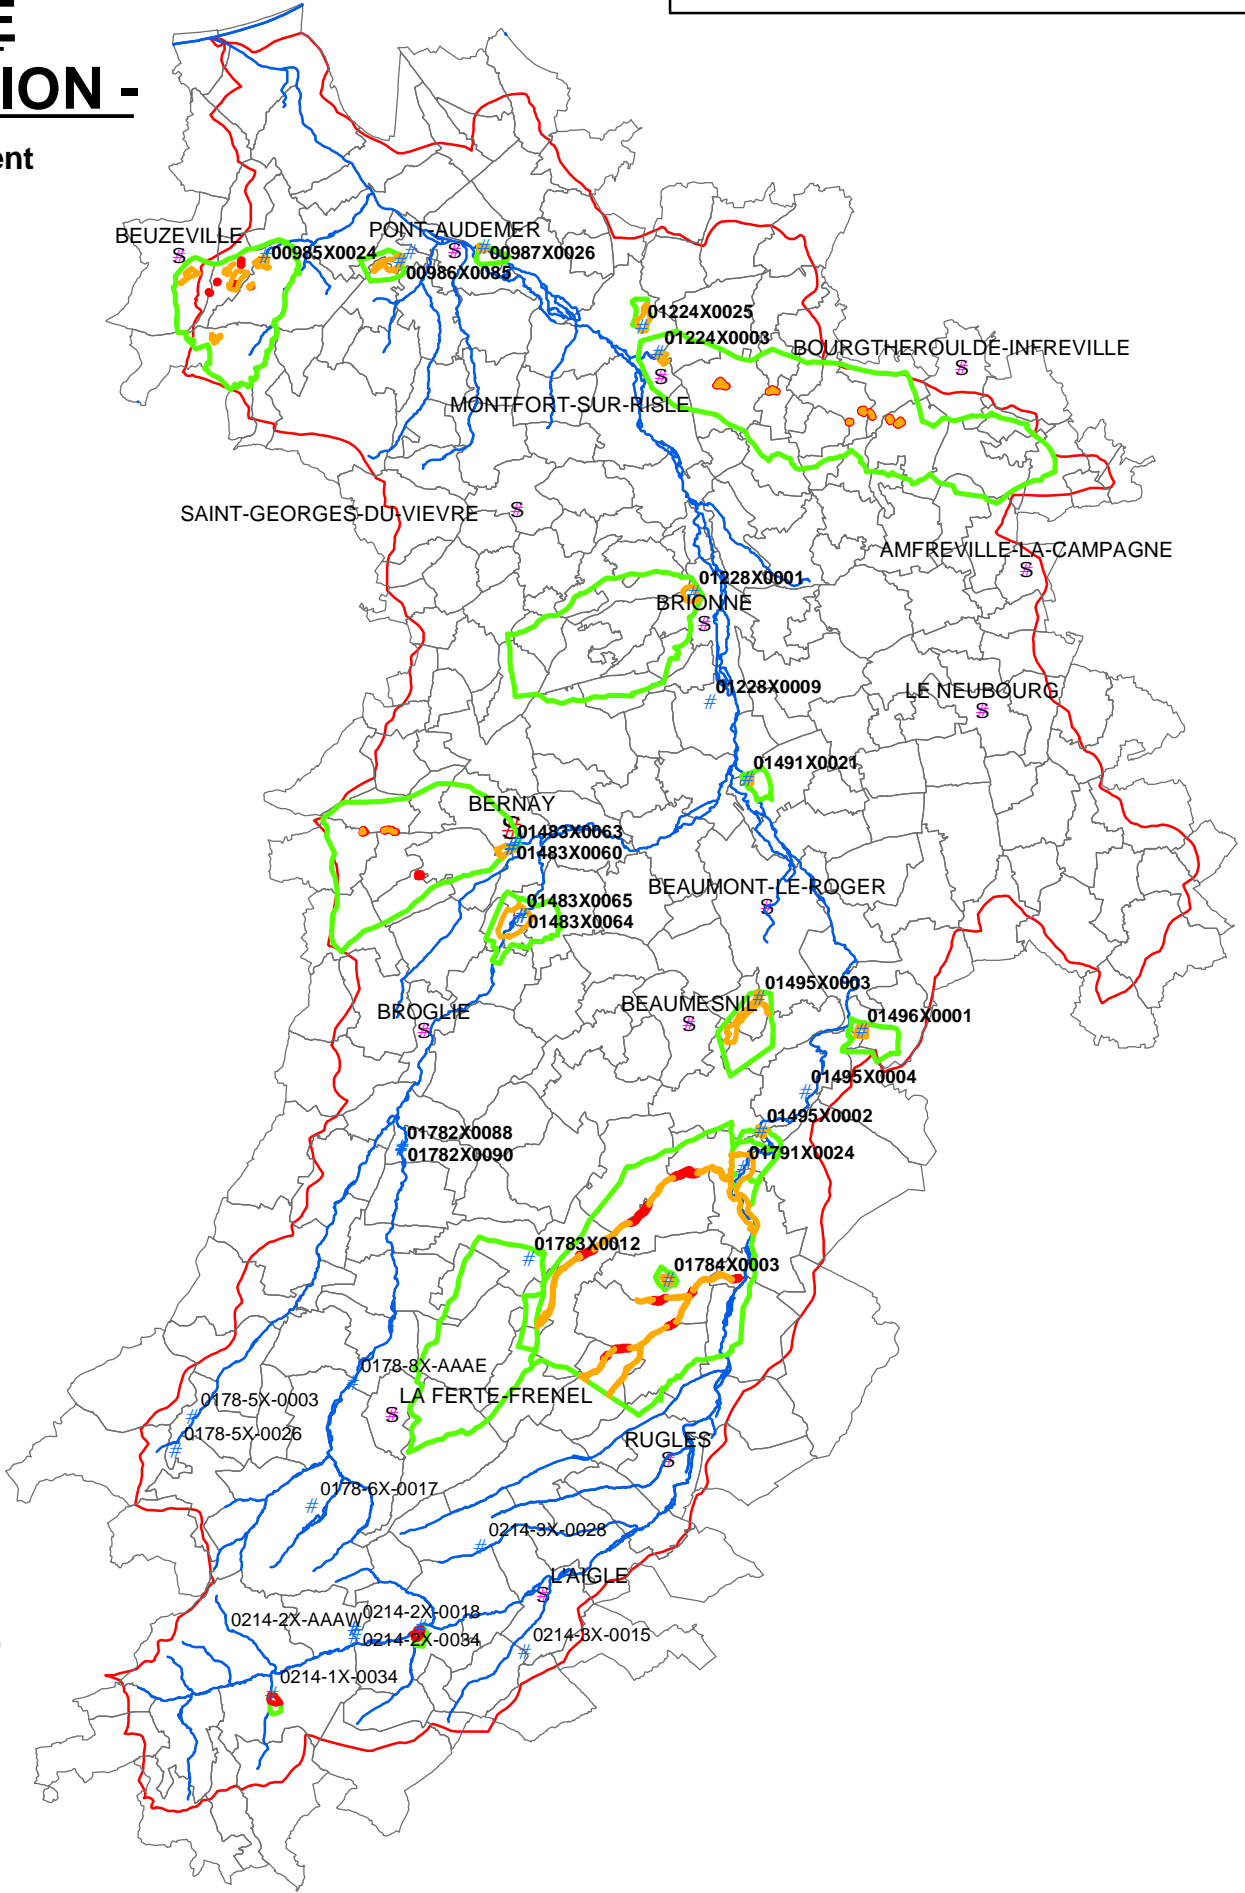 E
ION -
ent
BEUZEVILLE
PONT-AUDEMER
00985X0024
00987X0026
00986X0085
01224X0025
01224X0003
BOURGTHEROULDE-INFREVILLE
MONTFORT-SUR-RISLE
SAINT-GEORGES-DU-VIEVRE
AMFREVILLE-LA-CAMPAGNE
01228X0001
BRIONNE
01228X0009
LE NEUBOURG
01491X0021
BERNAY
01483X0063
01483X0060
BEAUMONT-LE-ROGER
01483X0065
01483X0064
01495X0003
BEAUMESNIL
BROGLIE
01496X0001
01495X0004
01495X0002
01782X0088
01782X0090
01791X0024
01783X0012
01784X0003
0178-8X-AAAE
LA FERTE-FRENEL
0178-5X-0003
0178-5X-0026
RUGLES
0178-6X-0017
0214-3X-0028
L'AIGLE
0214-2X-AAAW
0214-2X-0018
0214-2X-0034
0214-3X-0015
0214-1X-0034